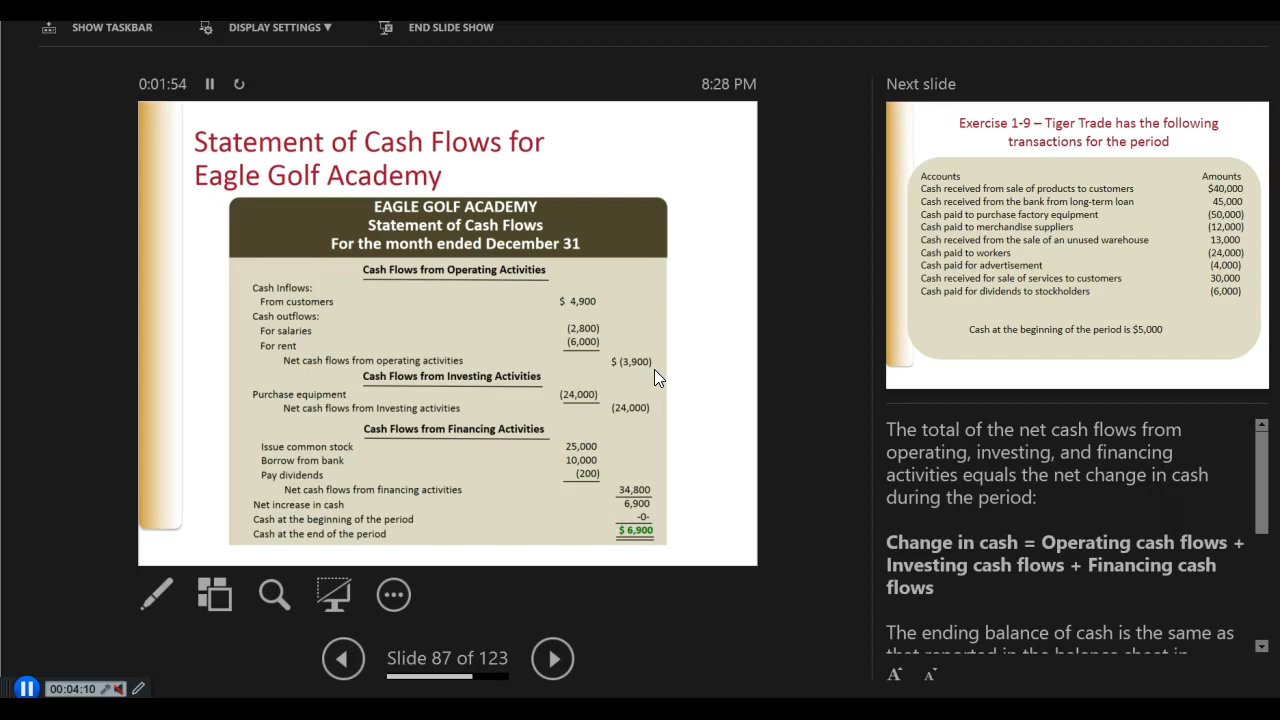 SHOW TASKBAR DISPLAY SETTINGS ▼ END SLIDE SHOW
0:01:54 8:28 PM
Statement of Cash Flows for
Eagle Golf Academy
EAGLE GOLF ACADEMY
Statement of Cash Flows
For the month ended December 31
Cash Flows from Operating Activities
Cash Inflows:
From customers $ 4,900
Cash outflows:
For salaries (2,800)
For rent (6,000)
Net cash flows from operating activities $ (3,900)
Cash Flows from Investing Activities
Purchase equipment (24,000)
Net cash flows from Investing activities (24,000)
Cash Flows from Financing Activities
Issue common stock 25,000
Borrow from bank 10,000
Pay dividends (200)
Net cash flows from financing activities 34,800
Net increase in cash 6,900
Cash at the beginning of the period -0-
Cash at the end of the period $ 6,900
Slide 87 of 123
00:04:10
Next slide
Exercise 1-9 – Tiger Trade has the following
transactions for the period
Accounts Amounts
Cash received from sale of products to customers $40,000
Cash received from the bank from long-term loan 45,000
Cash paid to purchase factory equipment (50,000)
Cash paid to merchandise suppliers (12,000)
Cash received from the sale of an unused warehouse 13,000
Cash paid to workers (24,000)
Cash paid for advertisement (4,000)
Cash received for sale of services to customers 30,000
Cash paid for dividends to stockholders (6,000)
Cash at the beginning of the period is $5,000
The total of the net cash flows from
operating, investing, and financing
activities equals the net change in cash
during the period:
Change in cash = Operating cash flows +
Investing cash flows + Financing cash
flows
The ending balance of cash is the same as
that reported in the balance sheet in
A A